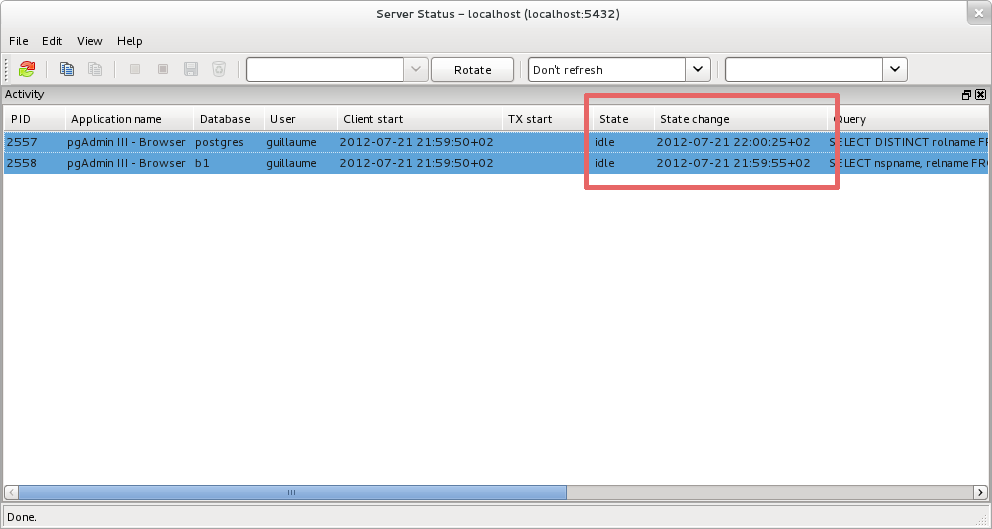 Server Status - localhost (localhost:5432)
File Edit View Help
Rotate Don't refresh
Activity
PID Application name Database User Client start TX start State State change Query
2557 pgAdmin III - Browser postgres guillaume 2012-07-21 21:59:50+02 idle 2012-07-21 22:00:25+02 SELECT DISTINCT rolname FR
2558 pgAdmin III - Browser b1 guillaume 2012-07-21 21:59:50+02 idle 2012-07-21 21:59:55+02 SELECT nspname, relname FRO
Done.